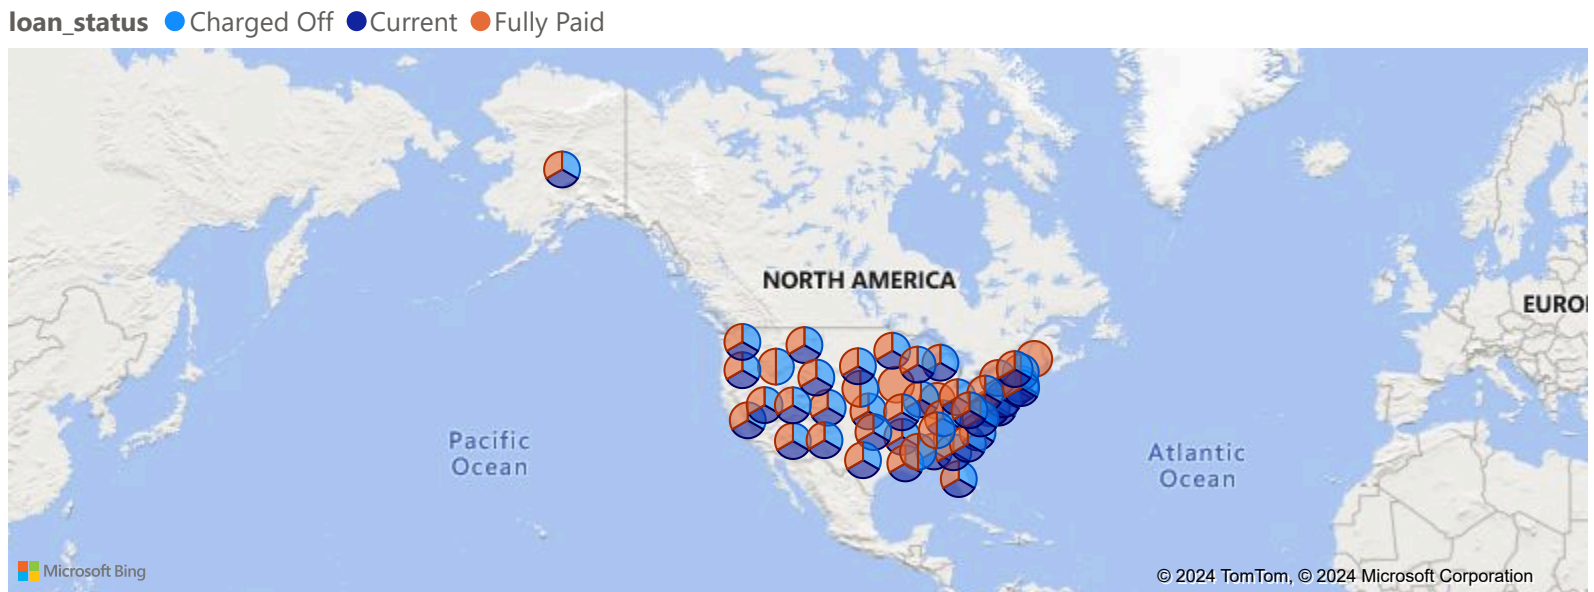 loan_status Charged Off Current Fully Paid
NORTH AMERICA
EURO
Pacific
Ocean
Atlantic
Ocean
Microsoft Bing
© 2024 TomTom, © 2024 Microsoft Corporation